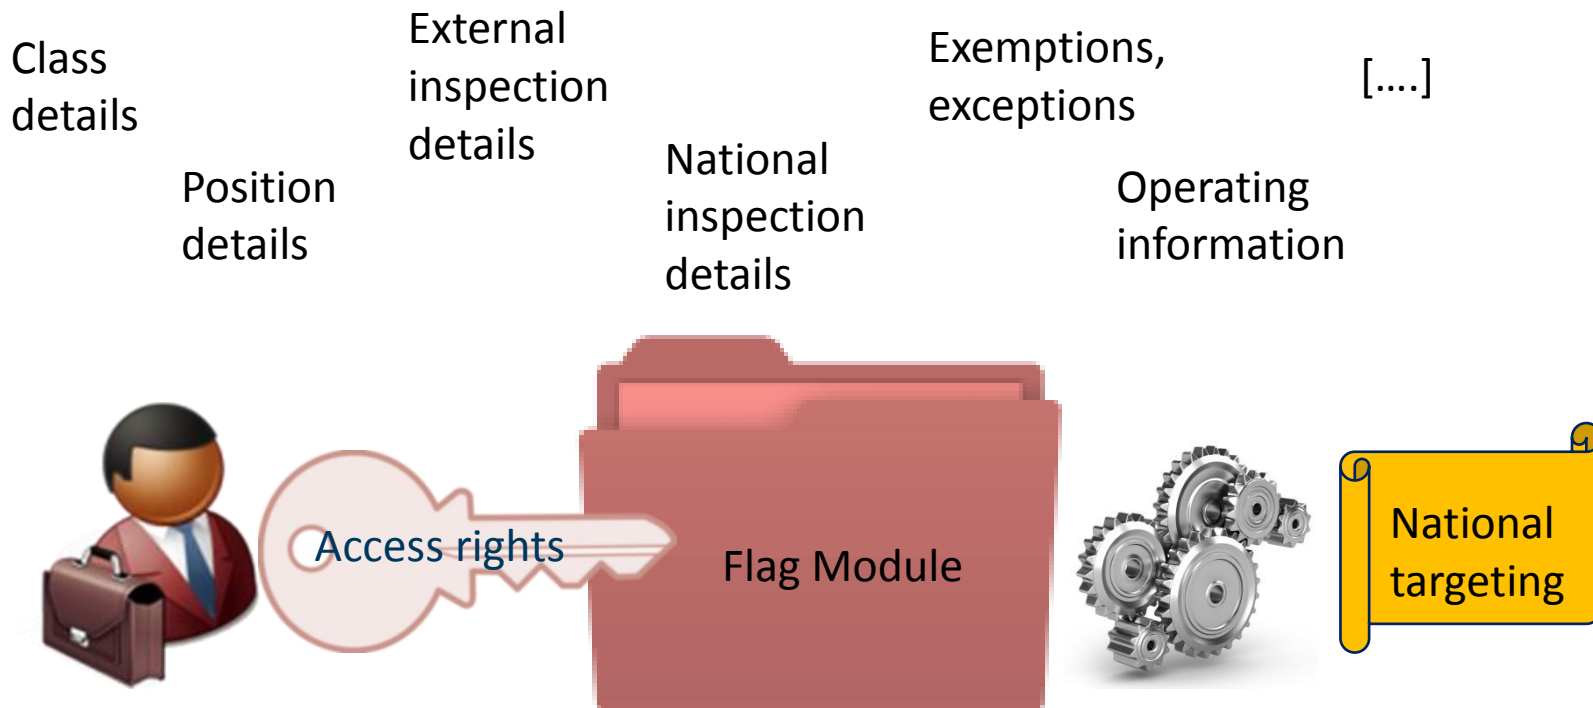 Class
details
Position
details
External
inspection
details
National
inspection
details
Exemptions,
exceptions
Operating
information
[....]
Access rights
Flag Module
National
targeting